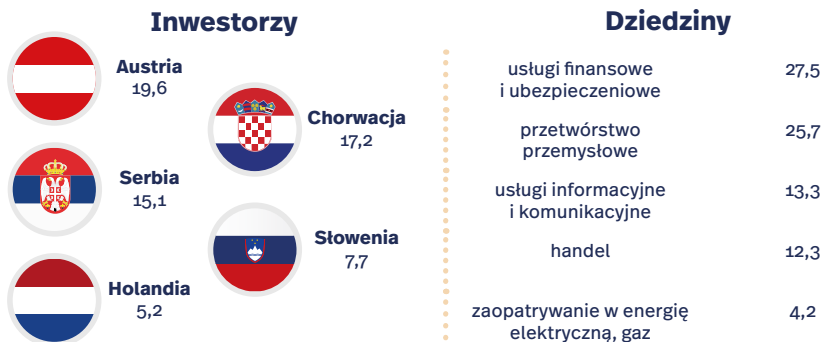 Inwestorzy
Austria
19,6
Chorwacja
17,2
Serbia
15,1
Słowenia
7,7
Holandia
5,2
Dziedziny
usługi finansowe 27,5
i ubezpieczeniowe
przetwórstwo 25,7
przemysłowe
usługi informacyjne 13,3
i komunikacyjne
handel 12,3
zaopatrywanie w energię 4,2
elektryczną, gaz